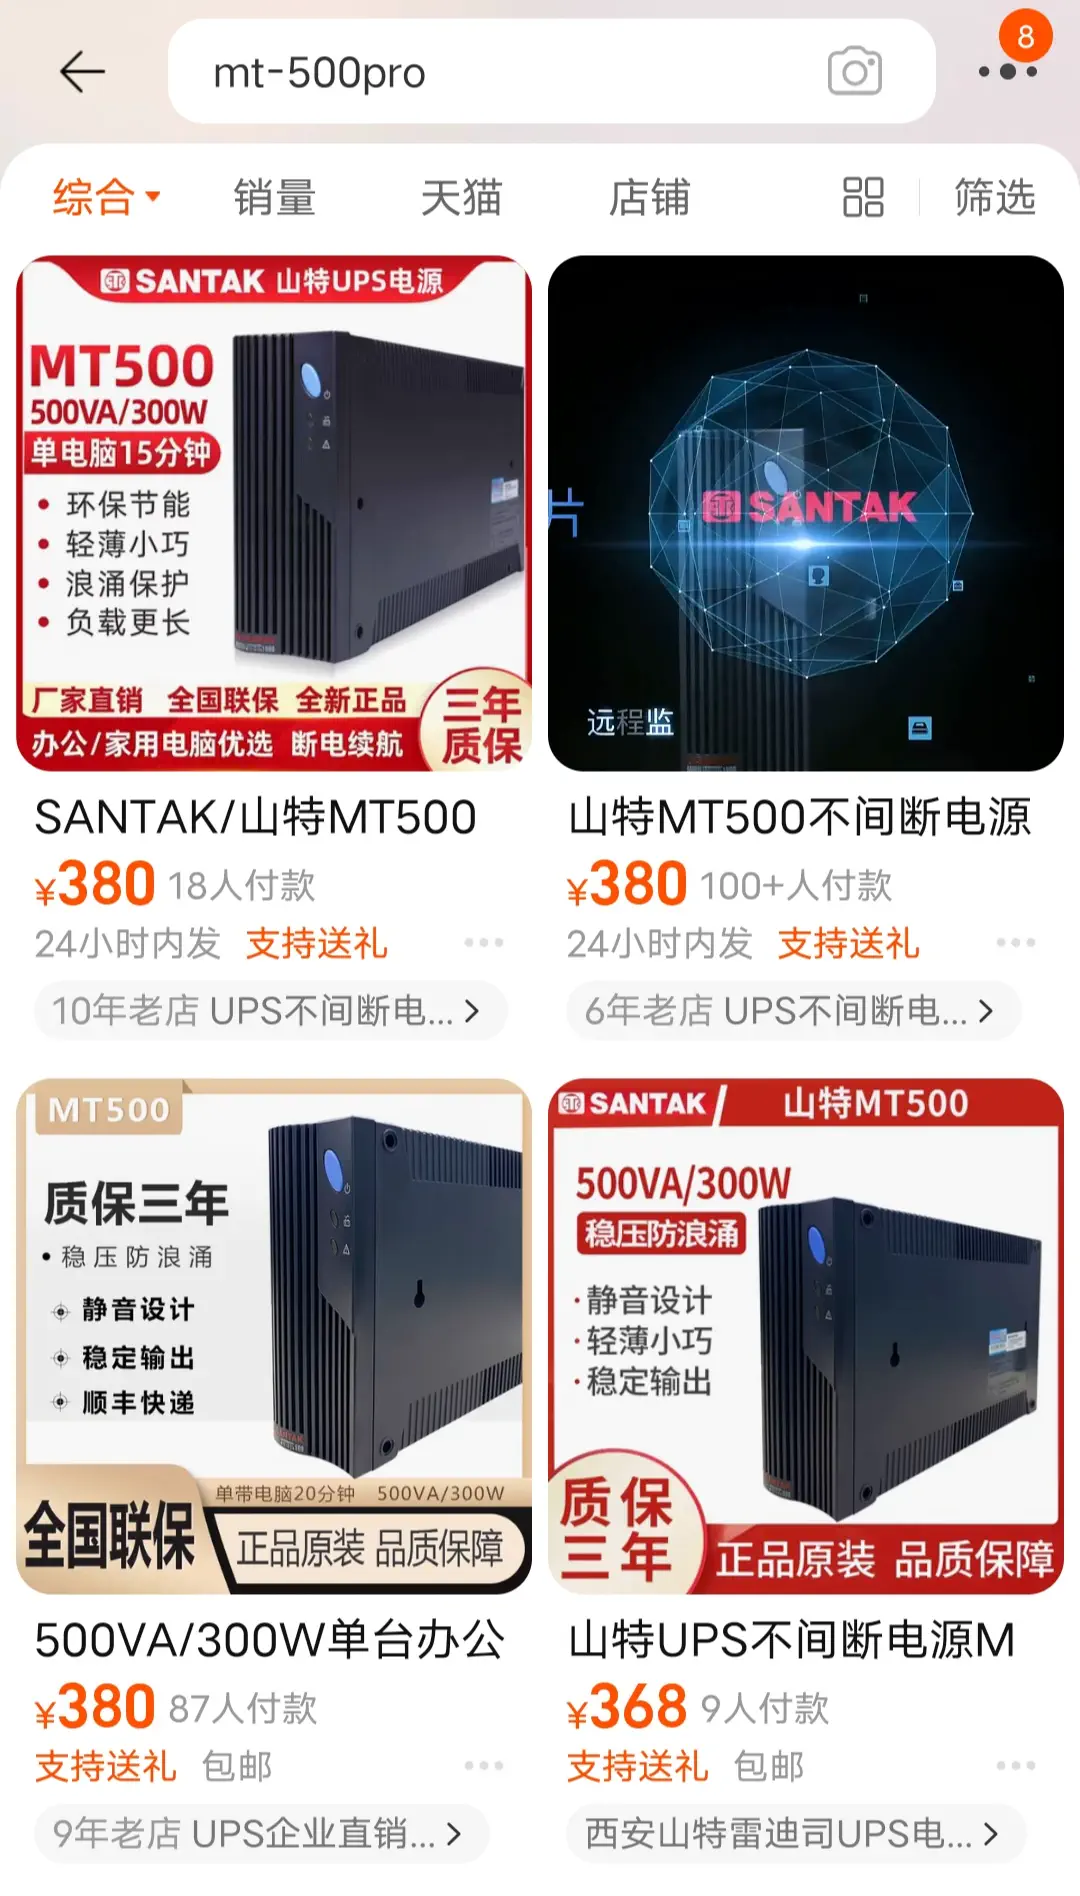 mt-500pro
8
综合
销量
天猫
店铺
筛选
SANTAK 山特UPS电源
MT500
500VA/300W
单电脑15分钟
• 环保节能
• 轻薄小巧
• 浪涌保护
• 负载更长
厂家直销 全国联保 全新正品
办公/家用电脑优选 断电续航
三年
质保
SANTAK/山特MT500
¥380 18人付款
24小时内发 支持送礼
10年老店 UPS不间断电... >
片
SANTAK
远程监
山特MT500不间断电源
¥380 100+人付款
24小时内发 支持送礼
6年老店 UPS不间断电... >
MT500
质保三年
• 稳压防浪涌
静音设计
稳定输出
顺丰快递
单带电脑20分钟 500VA/300W
全国联保
正品原装 品质保障
500VA/300W单台办公
¥380 87人付款
支持送礼 包邮
9年老店 UPS企业直销... >
SANTAK 山特MT500
500VA/300W
稳压防浪涌
·静音设计
·轻薄小巧
·稳定输出
质保
三年
正品原装 品质保障
山特UPS不间断电源M
¥368 9人付款
支持送礼 包邮
西安山特雷迪司UPS电... >